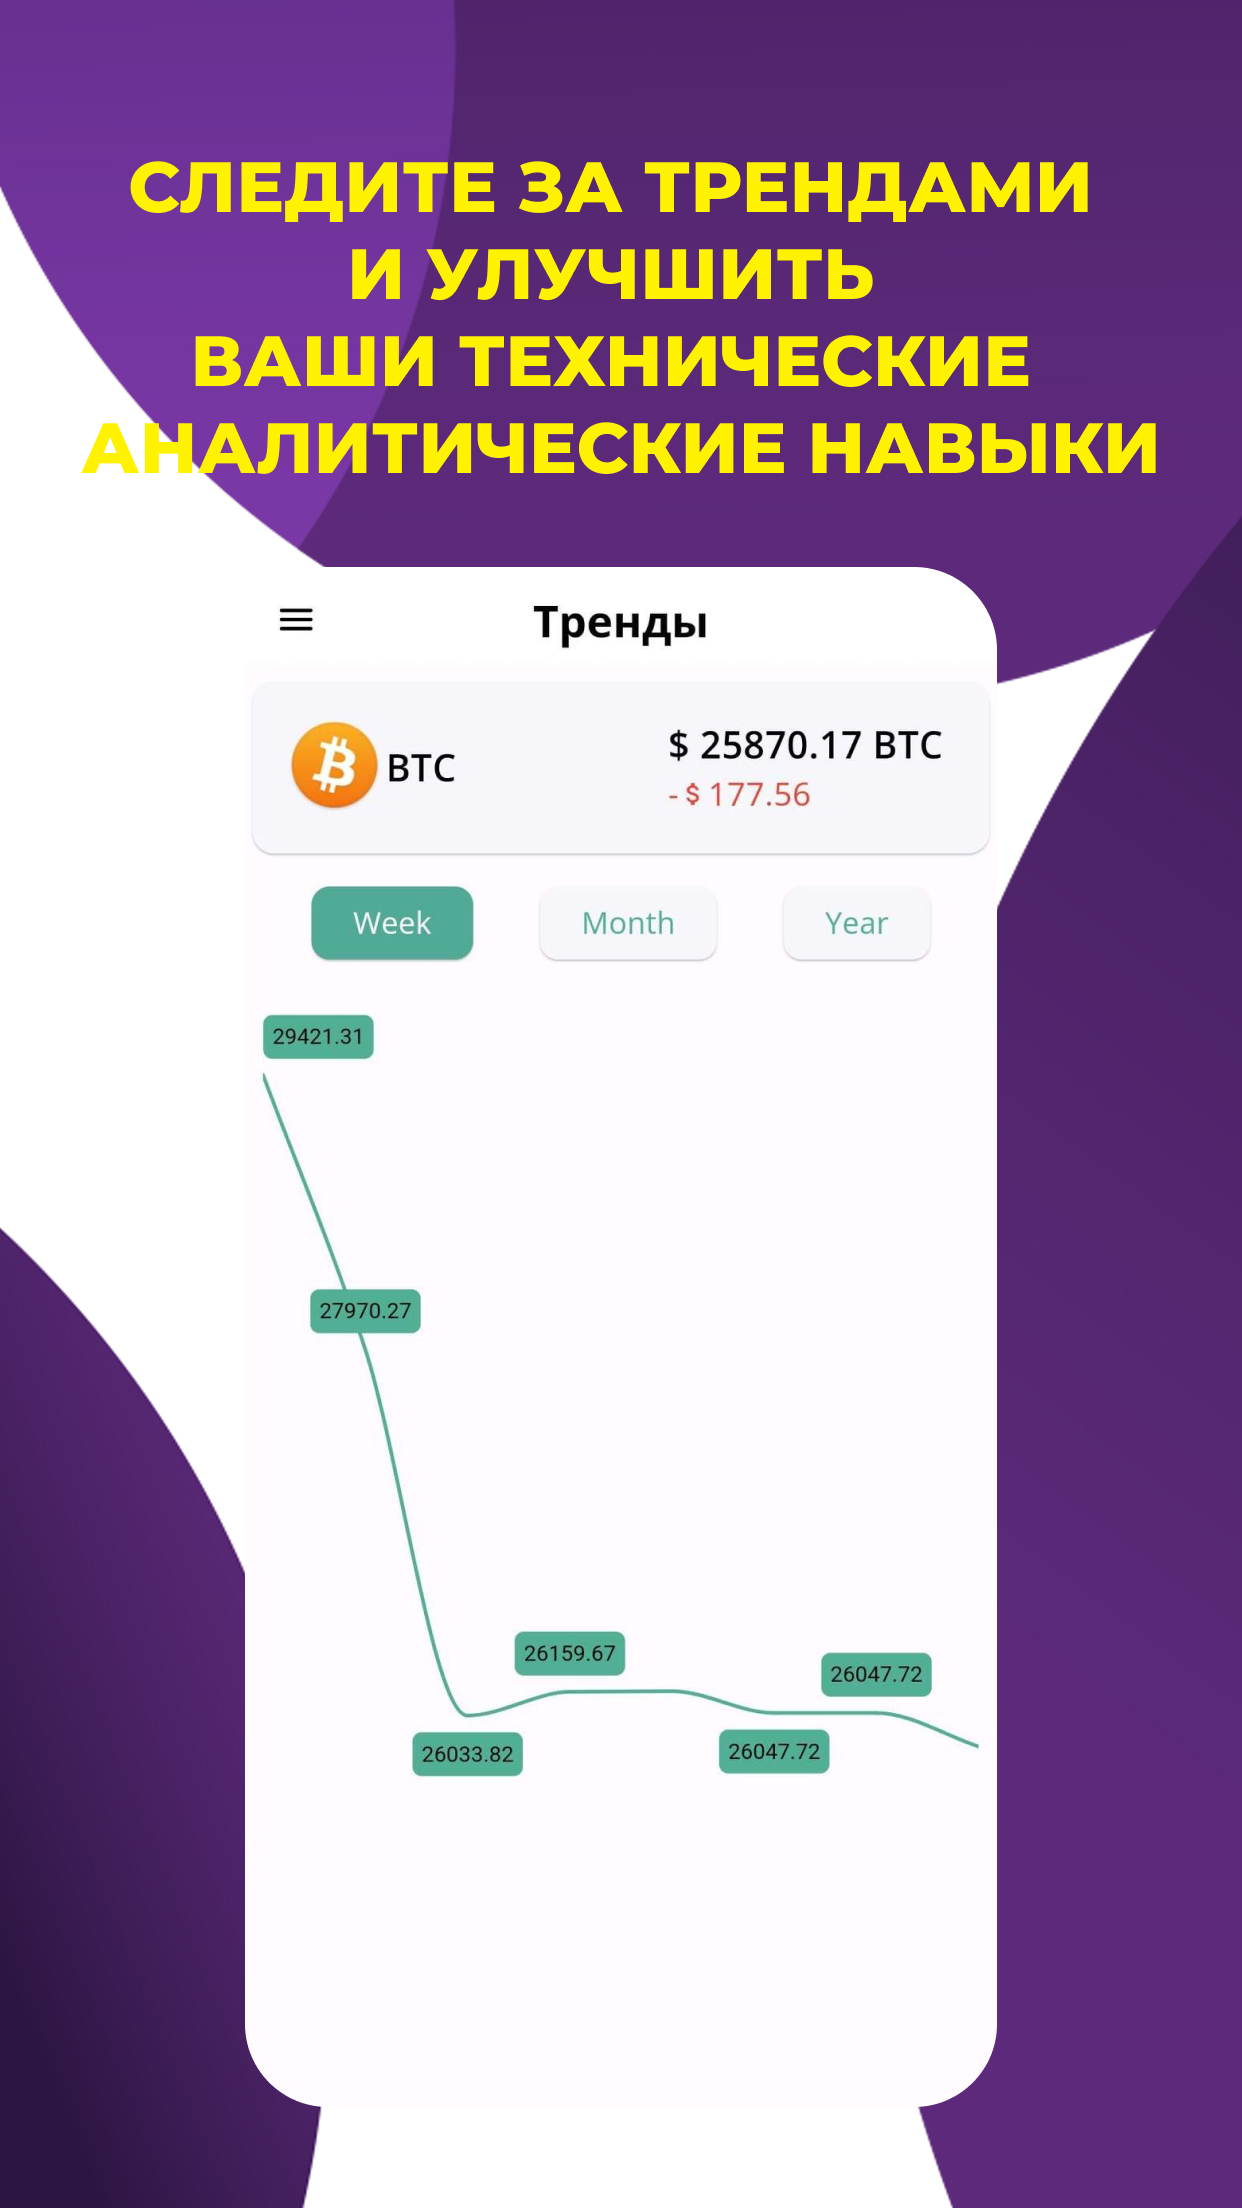 СЛЕДИТЕ ЗА ТРЕНДАМИ
И УЛУЧШИТЬ
ВАШИ ТЕХНИЧЕСКИЕ
АНАЛИТИЧЕСКИЕ НАВЫКИ
Тренды
BTC
$ 25870.17 BTC
- $ 177.56
Week Month Year
29421.31
27970.27
26159.67
26047.72
26033.82
26047.72